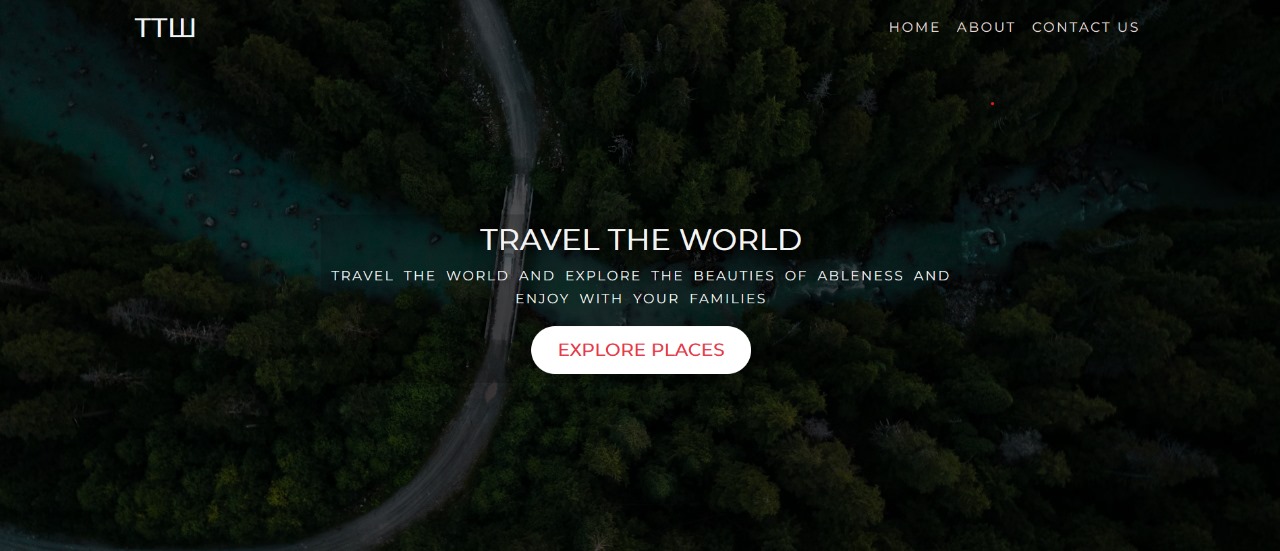 TTШ
HOME ABOUT CONTACT US
TRAVEL THE WORLD
TRAVEL THE WORLD AND EXPLORE THE BEAUTIES OF ABLENESS AND
ENJOY WITH YOUR FAMILIES
EXPLORE PLACES